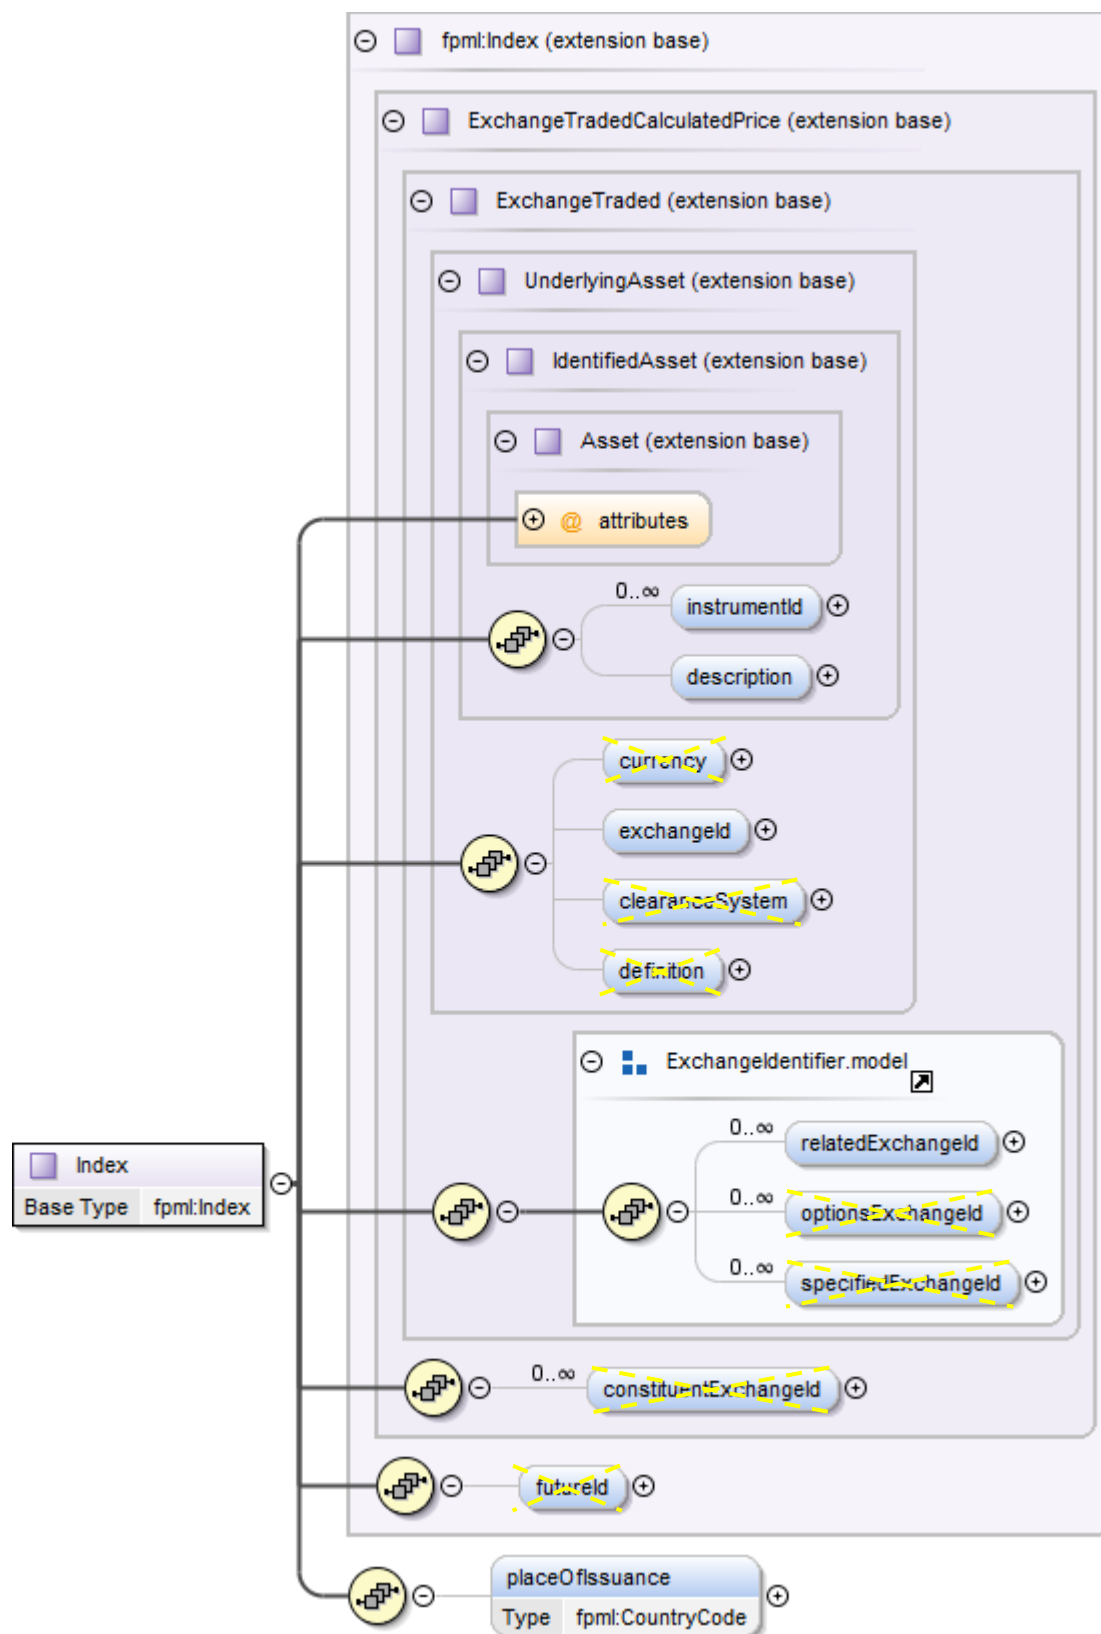 fpml:Index (extension base)
ExchangeTradedCalculatedPrice (extension base)
ExchangeTraded (extension base)
UnderlyingAsset (extension base)
IdentifiedAsset (extension base)
Asset (extension base)
@ attributes
0..∞
instrumentId
description
currency
exchangeId
clearanceSystem
definition
ExchangeIdentifier.model
0..∞
relatedExchangeId
Index
Base Type fpml:Index
0..∞
optionsExchangeId
0..∞
specifiedExchangeId
0..∞
constituentExchangeId
futureId
placeOfIssuance
Type fpml:CountryCode